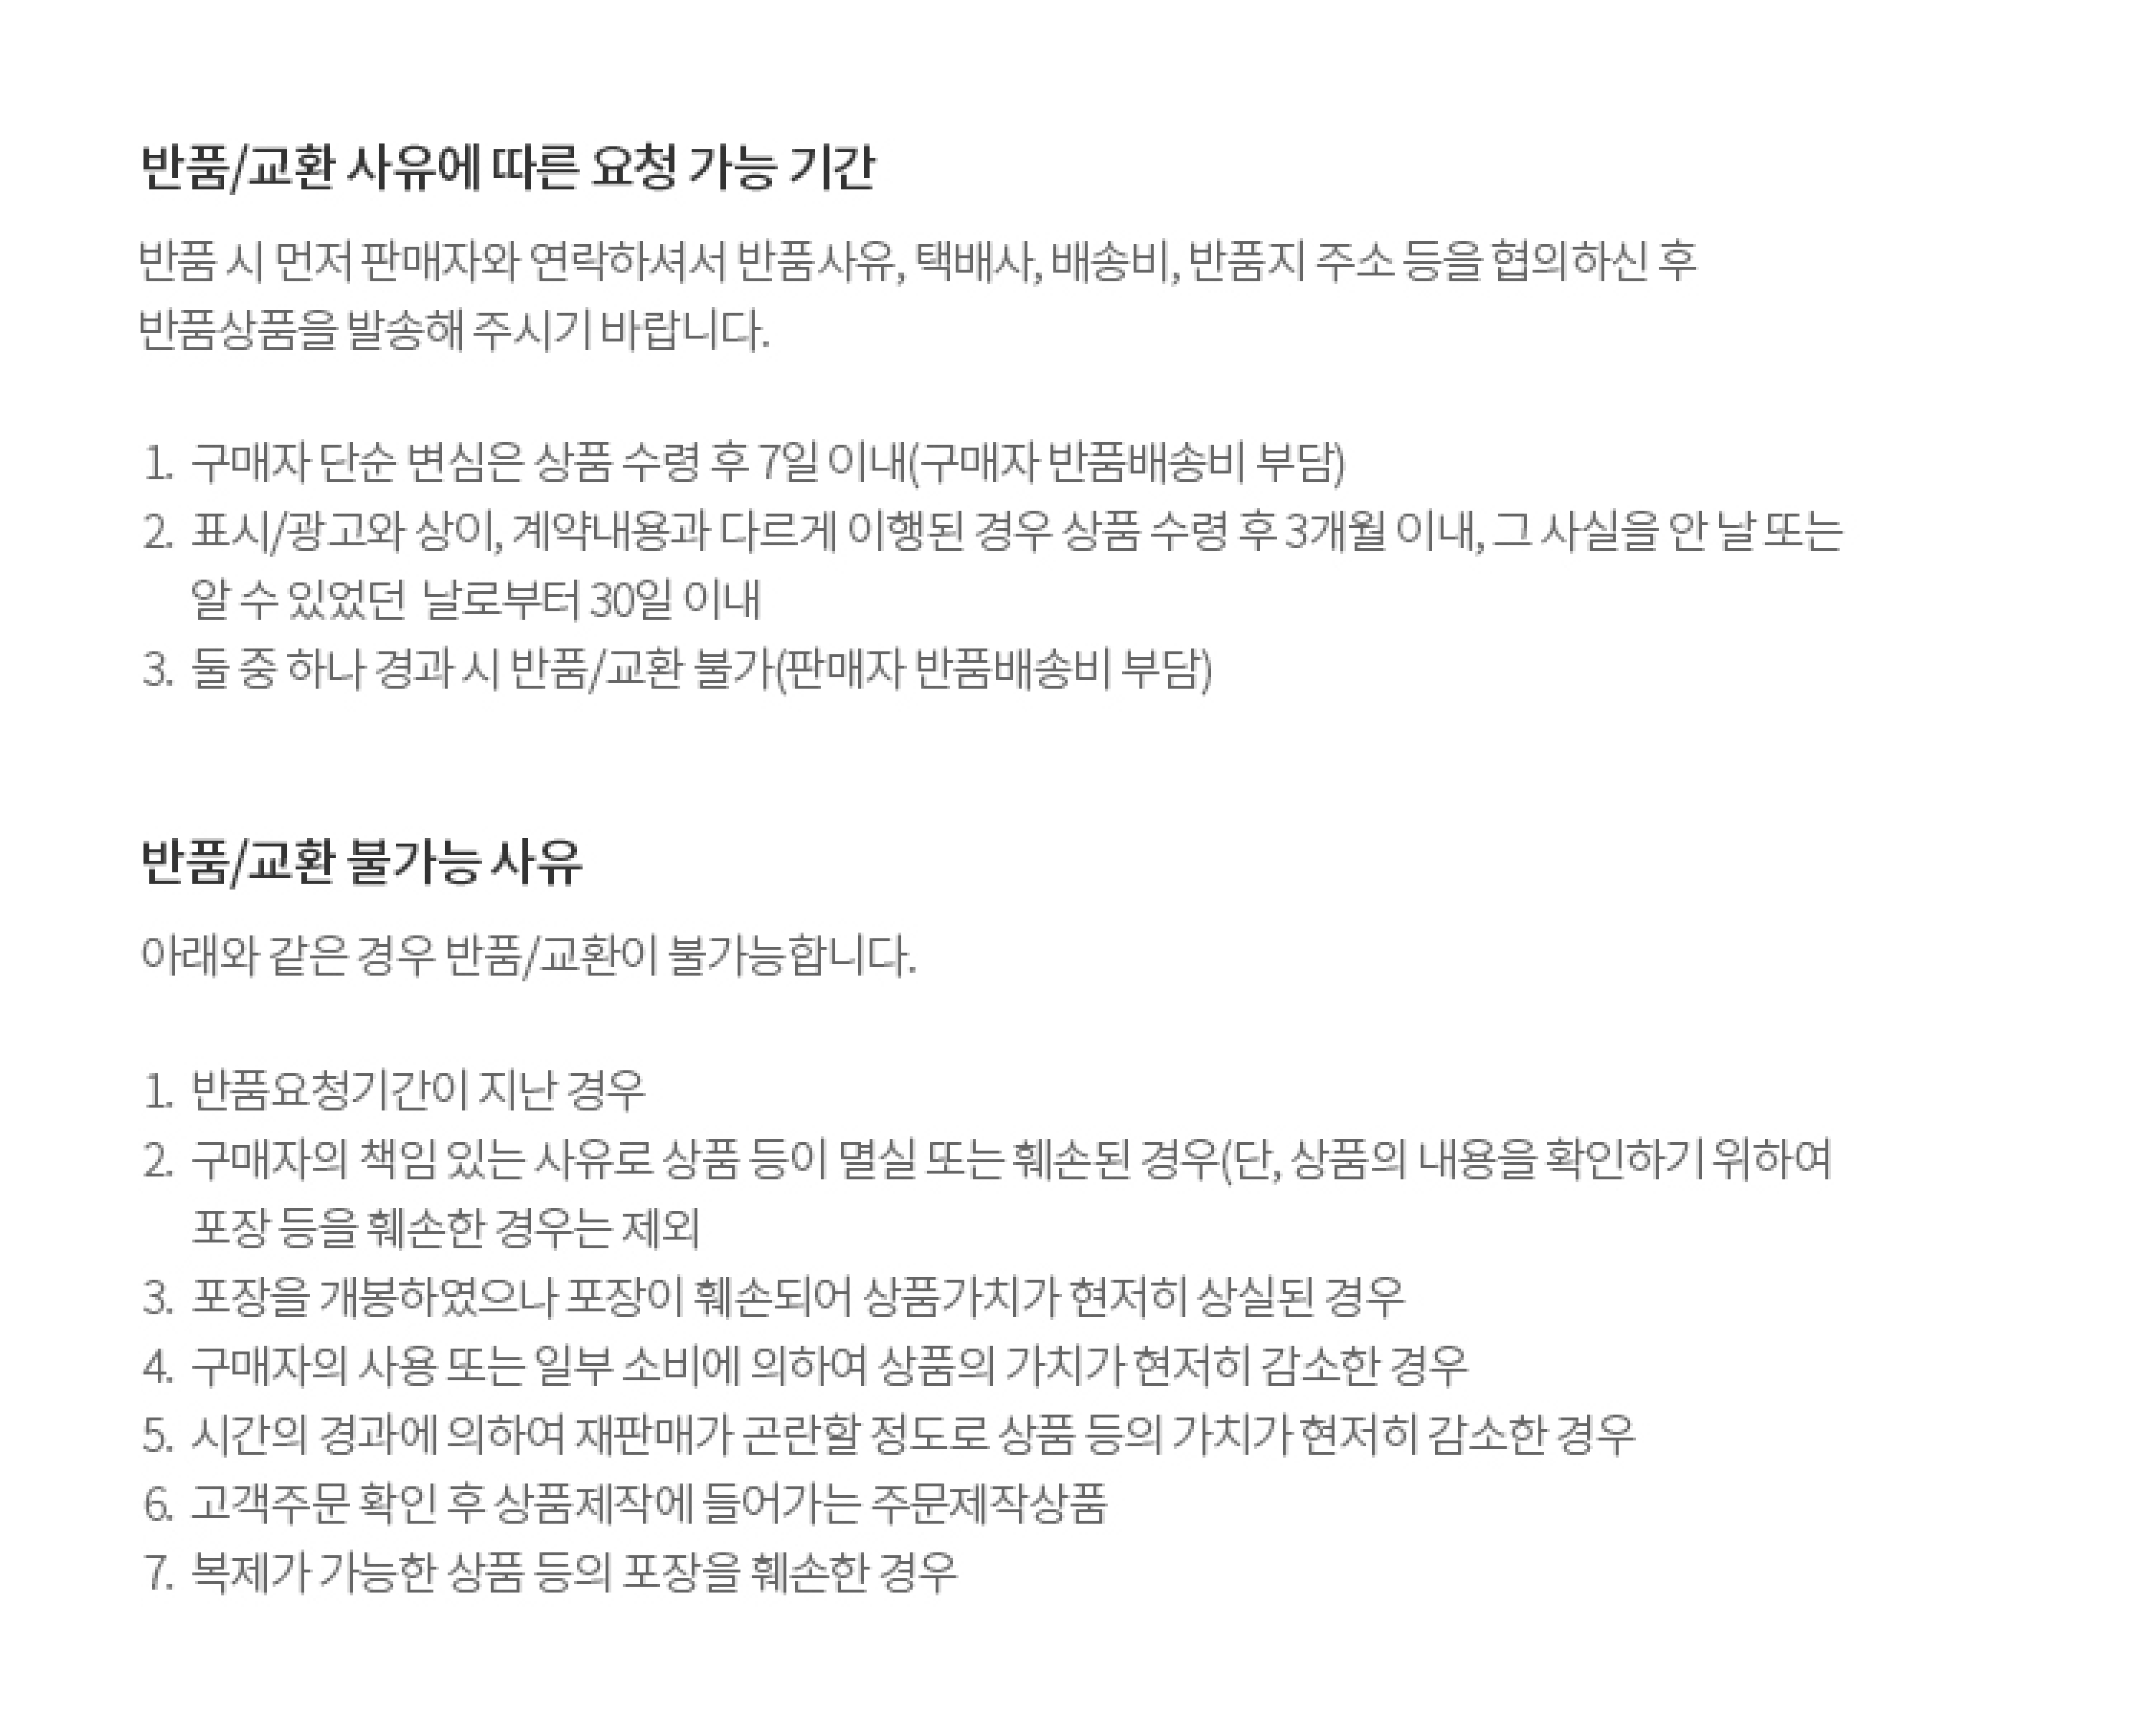 반품/교환 사유에 따른 요청 가능 기간
반품 시 먼저 판매자와 연락하셔서 반품사유, 택배사, 배송비, 반품지 주소 등을 협의하신 후
반품상품을 발송해 주시기 바랍니다.
1. 구매자 단순 변심은 상품 수령 후 7일 이내(구매자 반품배송비 부담)
2. 표시/광고와 상이, 계약내용과 다르게 이행된 경우 상품 수령 후 3개월 이내, 그 사실을 안 날 또는
알 수 있었던 날로부터 30일 이내
3. 둘 중 하나 경과 시 반품/교환 불가(판매자 반품배송비 부담)
반품/교환 불가능 사유
아래와 같은 경우 반품/교환이 불가능합니다.
1. 반품요청기간이 지난 경우
2. 구매자의 책임 있는 사유로 상품 등이 멸실 또는 훼손된 경우(단, 상품의 내용을 확인하기 위하여
포장 등을 훼손한 경우는 제외
3. 포장을 개봉하였으나 포장이 훼손되어 상품가치가 현저히 상실된 경우
4. 구매자의 사용 또는 일부 소비에 의하여 상품의 가치가 현저히 감소한 경우
5. 시간의 경과에 의하여 재판매가 곤란할 정도로 상품 등의 가치가 현저히 감소한 경우
6. 고객주문 확인 후 상품제작에 들어가는 주문제작상품
7. 복제가 가능한 상품 등의 포장을 훼손한 경우